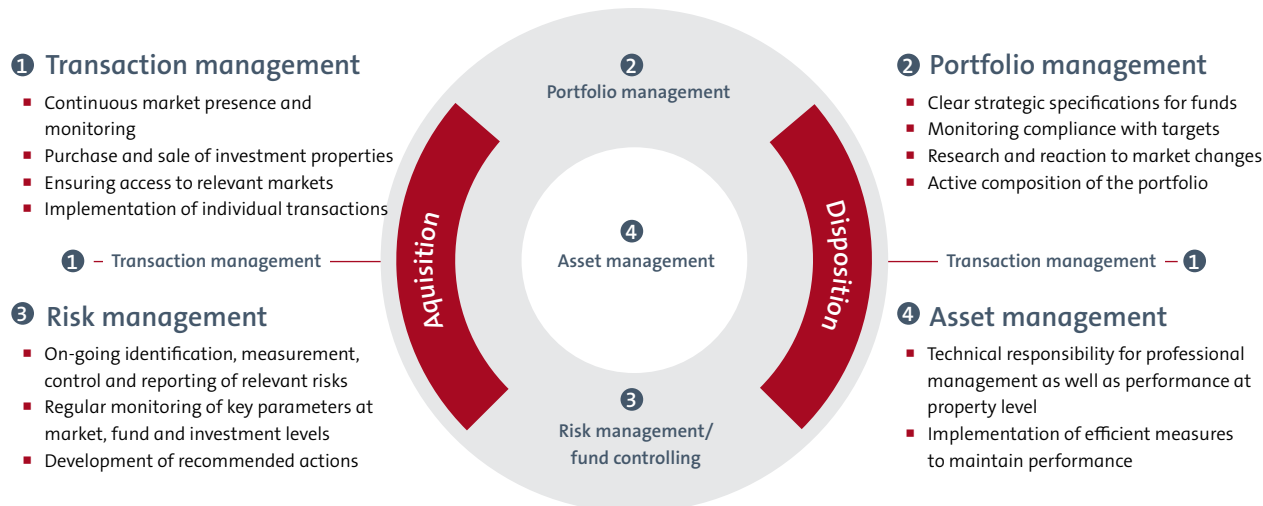 ❶ Transaction management
▪ Continuous market presence and
monitoring
▪ Purchase and sale of investment properties
▪ Ensuring access to relevant markets
▪ Implementation of individual transactions
❶ – Transaction management
❸ Risk management
▪ On-going identification, measurement,
control and reporting of relevant risks
▪ Regular monitoring of key parameters at
market, fund and investment levels
▪ Development of recommended actions
❷
Portfolio management
Aquisition
❹
Asset management
Disposition
❸
Risk management/
fund controlling
❷ Portfolio management
▪ Clear strategic specifications for funds
▪ Monitoring compliance with targets
▪ Research and reaction to market changes
▪ Active composition of the portfolio
Transaction management – ❶
❹ Asset management
▪ Technical responsibility for professional
management as well as performance at
property level
▪ Implementation of efficient measures
to maintain performance